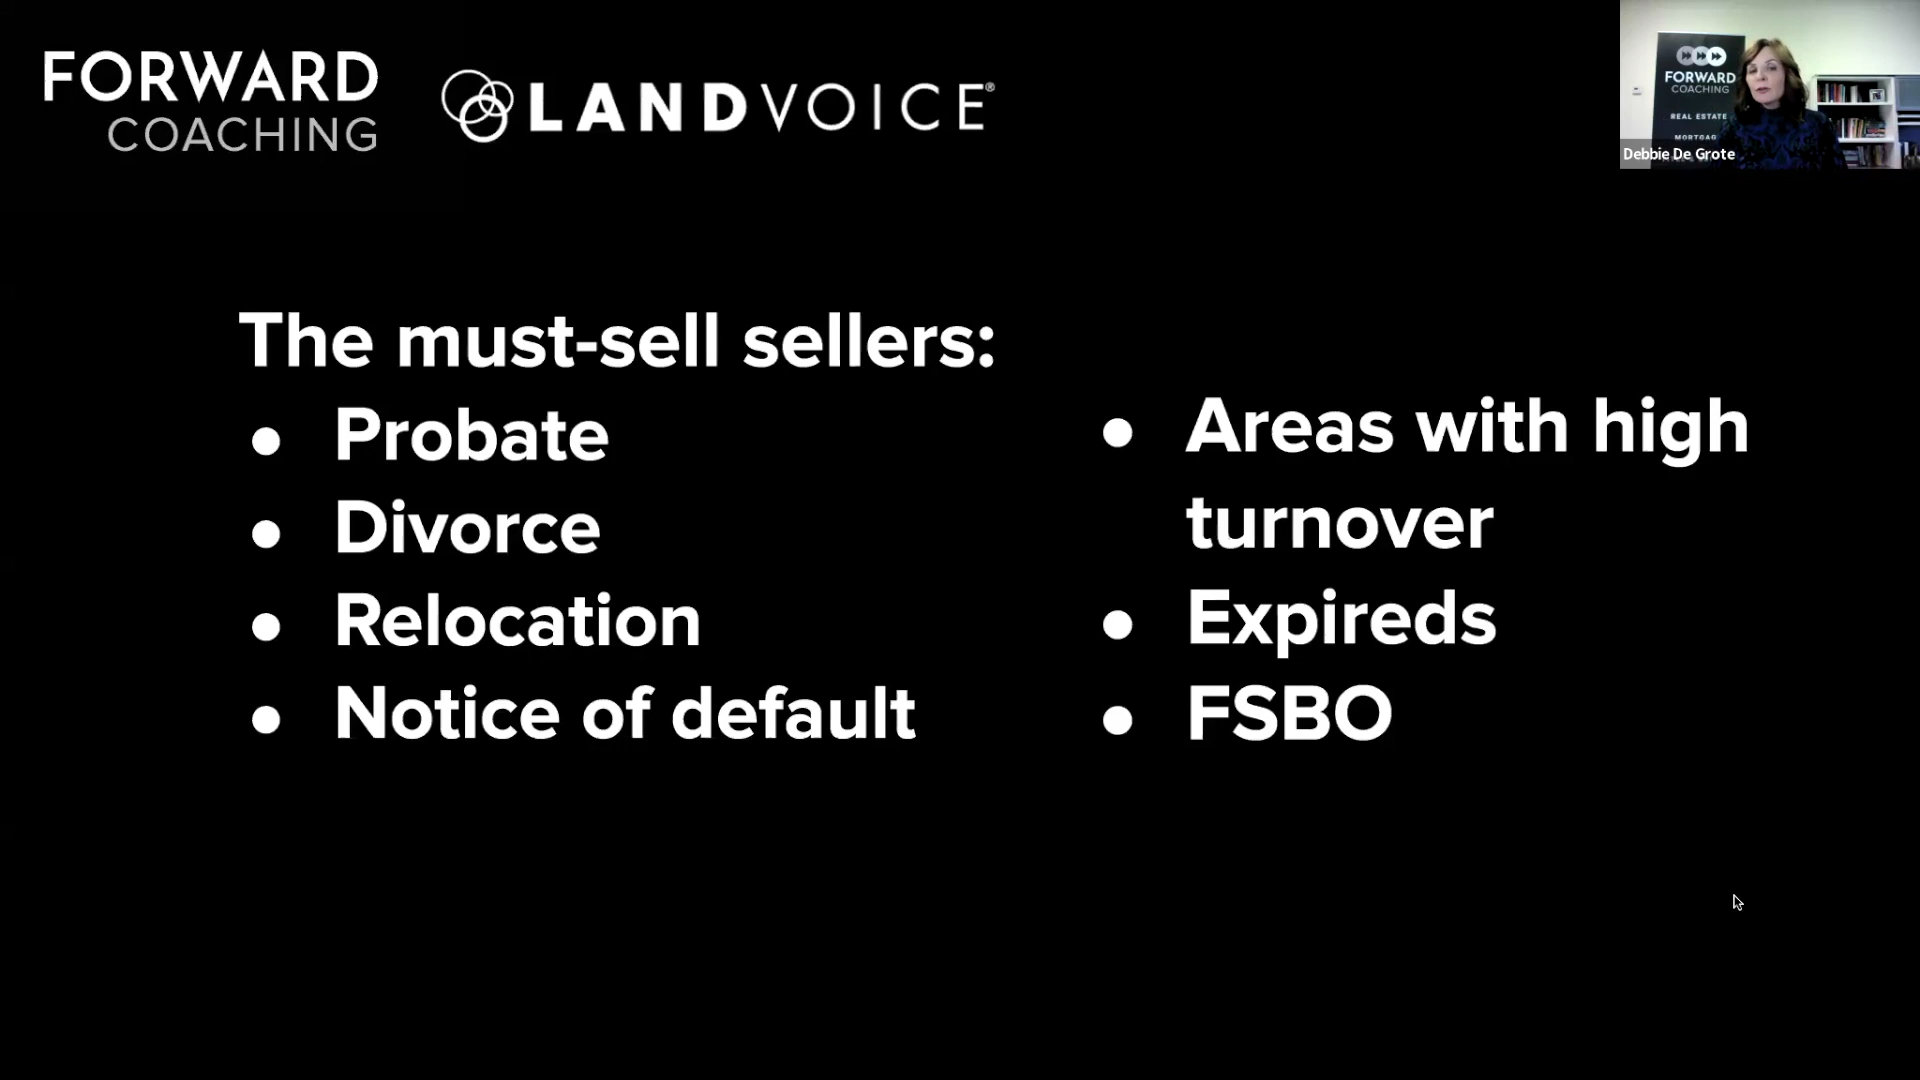 FORWARD
COACHING
LANDVOICE®
FORWARD
COACHING
REAL ESTATE
MORTGAG
Debbie De Grote
The must-sell sellers:
● Probate
● Divorce
● Relocation
● Notice of default
● Areas with high
turnover
● Expireds
● FSBO